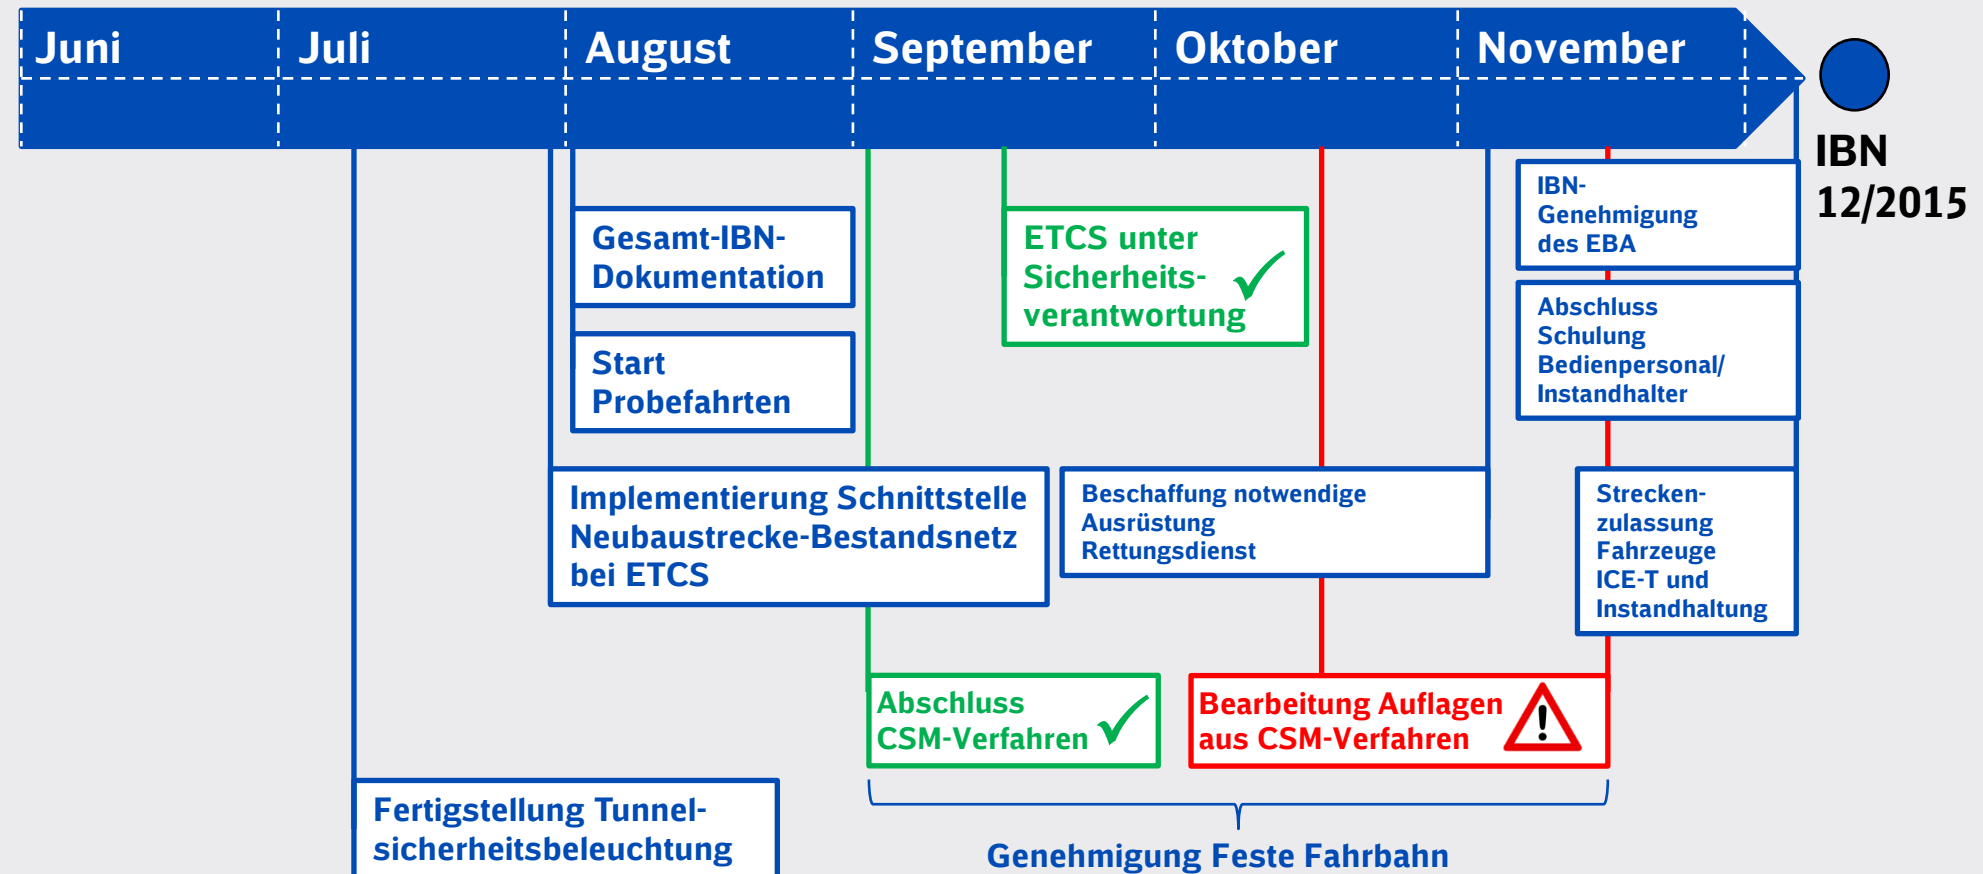 Juni
Juli
August
September
Oktober
November
IBN
12/2015
IBN-
Genehmigung
des EBA
Gesamt-IBN-
Dokumentation
ETCS unter
Sicherheits-
verantwortung
Abschluss
Schulung
Bedienpersonal/
Instandhalter
Start
Probefahrten
Implementierung Schnittstelle
Neubaustrecke-Bestandsnetz
bei ETCS
Beschaffung notwendige
Ausrüstung
Rettungsdienst
Strecken-
zulassung
Fahrzeuge
ICE-T und
Instandhaltung
Abschluss
CSM-Verfahren
Bearbeitung Auflagen
aus CSM-Verfahren
!
Fertigstellung Tunnel-
sicherheitsbeleuchtung
Genehmigung Feste Fahrbahn